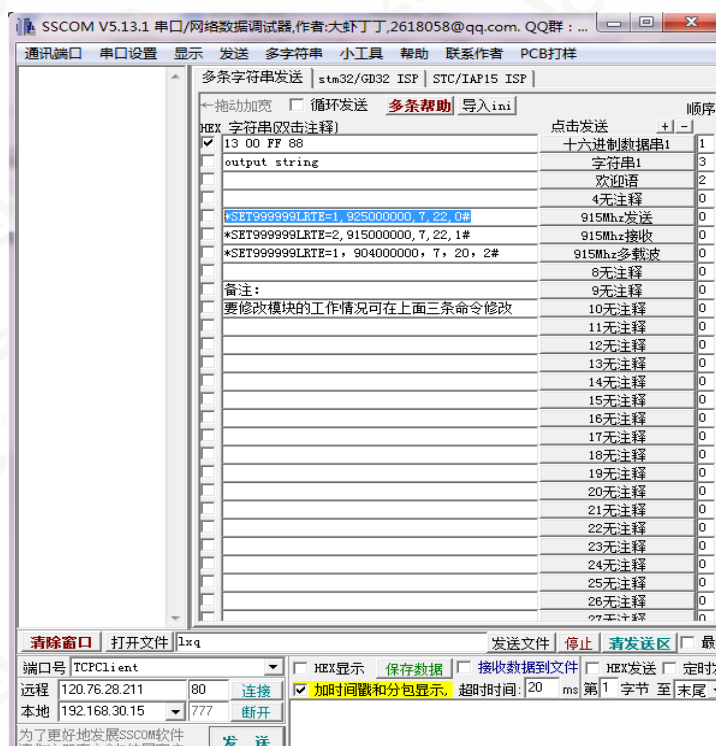 SSCOM V5.13.1 串口/网络数据调试器,作者:大虾丁丁,2618058@qq.com. QQ群：...
通讯端口 串口设置 显示 发送 多字符串 小工具 帮助 联系作者 PCB打样
多条字符串发送 stm32/GD32 ISP STC/IAP15 ISP
←拖动加宽 循环发送 多条帮助 导入ini 顺序
HEX 字符串(双击注释) 点击发送 + -
13 00 FF 88 十六进制数据串1 1
output string 字符串1 3
欢迎语 2
4无注释 0
*SET999999LRTE=1,925000000,7,22,0# 915Mhz发送 0
*SET999999LRTE=2,915000000,7,22,1# 915Mhz接收 0
*SET999999LRTE=1，904000000，7，20，2# 915Mhz多载波 0
8无注释 0
备注： 9无注释 0
要修改模块的工作情况可在上面三条命令修改 10无注释 0
11无注释 0
12无注释 0
13无注释 0
14无注释 0
15无注释 0
16无注释 0
17无注释 0
18无注释 0
19无注释 0
20无注释 0
21无注释 0
22无注释 0
23无注释 0
24无注释 0
25无注释 0
26无注释 0
27无注释 0
清除窗口 打开文件 lxq 发送文件 停止 清发送区 最
端口号 TCPClient HEX显示 保存数据 接收数据到文件 HEX发送 定时发
远程 120.76.28.211 80 连接 加时间戳和分包显示, 超时时间: 20 ms 第1 字节 至 末尾
本地 192.168.30.15 777 断开
为了更好地发展SSCOM软件 发 送